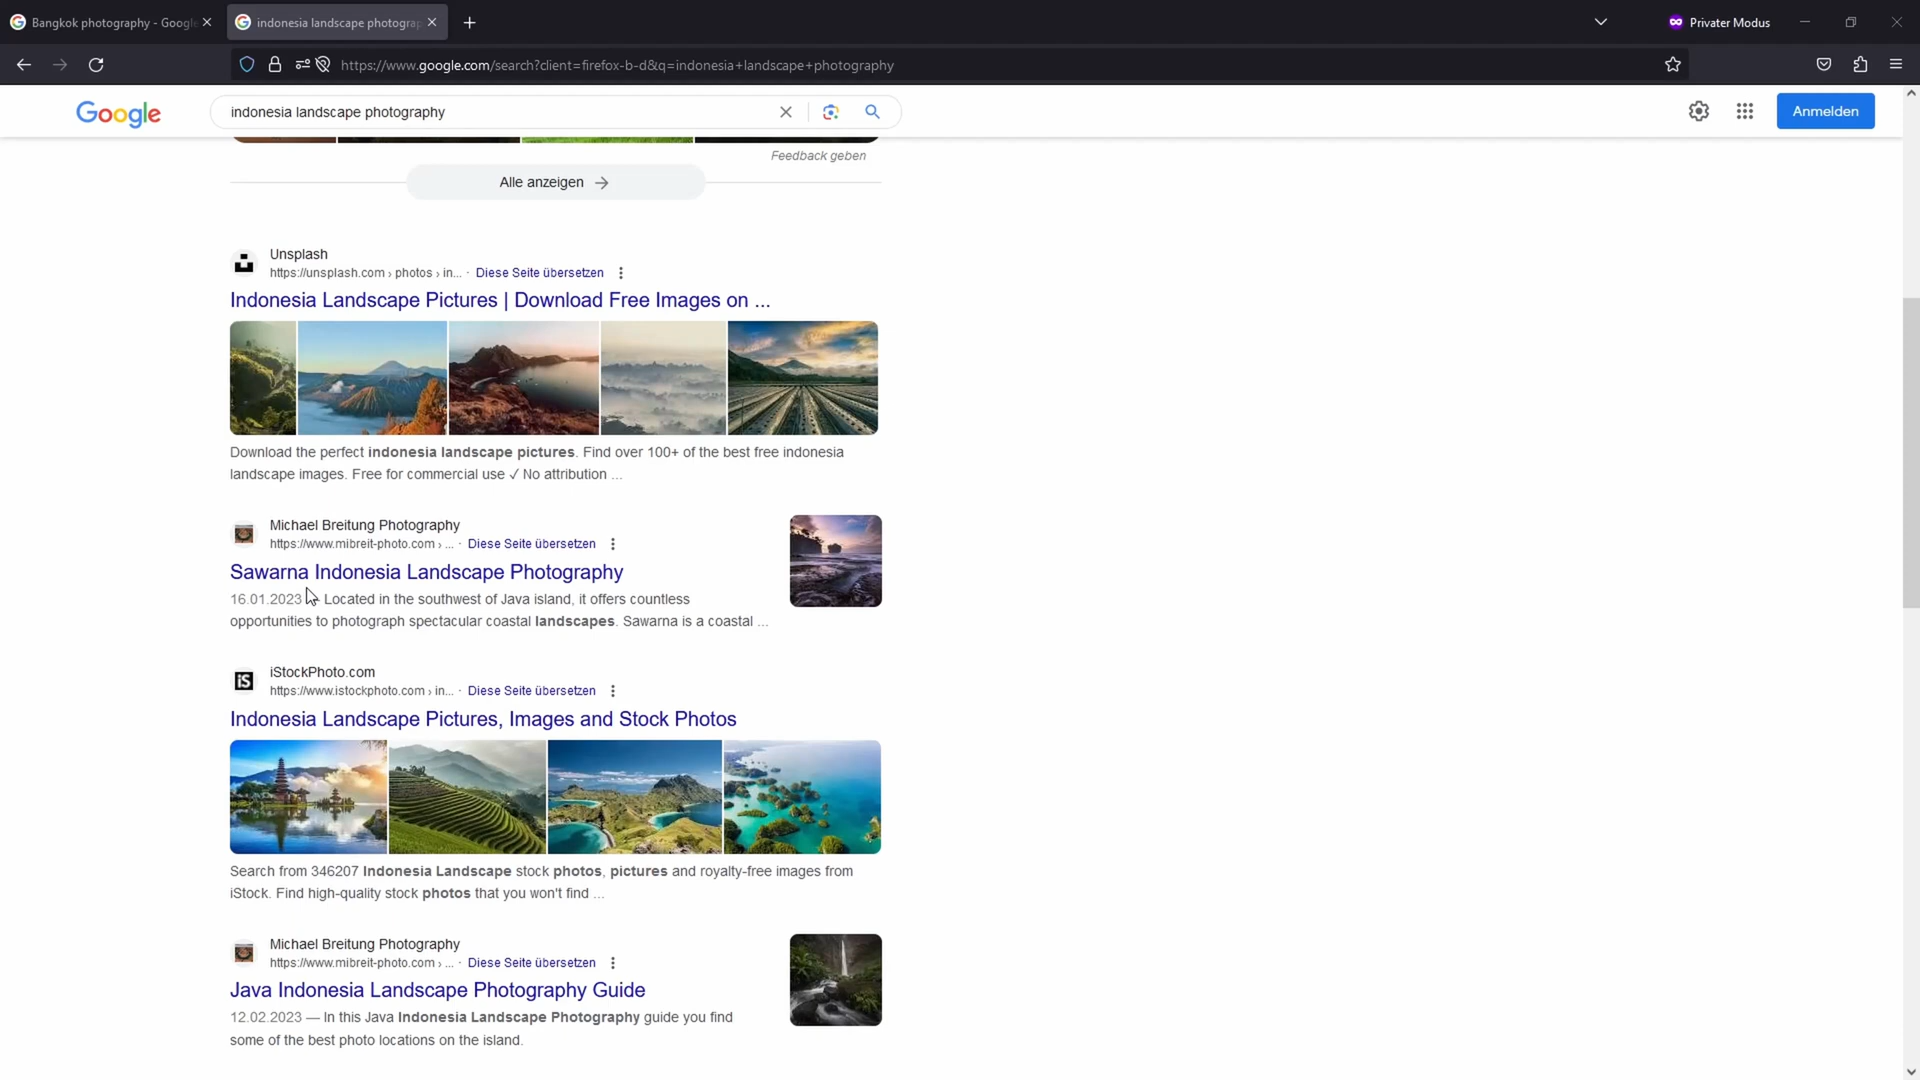 Bangkok photography - Google
indonesia landscape photograp
Privater Modus
https://www.google.com/search?client=firefox-b-d&q=indonesia+landscape+photography
Google
indonesia landscape photography
Anmelden
Feedback geben
Alle anzeigen
Unsplash
https://unsplash.com › photos › in... · Diese Seite übersetzen
Indonesia Landscape Pictures | Download Free Images on ...
Download the perfect indonesia landscape pictures. Find over 100+ of the best free indonesia
landscape images. Free for commercial use ✓ No attribution ...
Michael Breitung Photography
https://www.mibreit-photo.com › ... · Diese Seite übersetzen
Sawarna Indonesia Landscape Photography
16.01.2023 — Located in the southwest of Java island, it offers countless
opportunities to photograph spectacular coastal landscapes. Sawarna is a coastal ...
iS
iStockPhoto.com
https://www.istockphoto.com › in... · Diese Seite übersetzen
Indonesia Landscape Pictures, Images and Stock Photos
Search from 346207 Indonesia Landscape stock photos, pictures and royalty-free images from
iStock. Find high-quality stock photos that you won't find ...
Michael Breitung Photography
https://www.mibreit-photo.com › ... · Diese Seite übersetzen
Java Indonesia Landscape Photography Guide
12.02.2023 — In this Java Indonesia Landscape Photography guide you find
some of the best photo locations on the island.